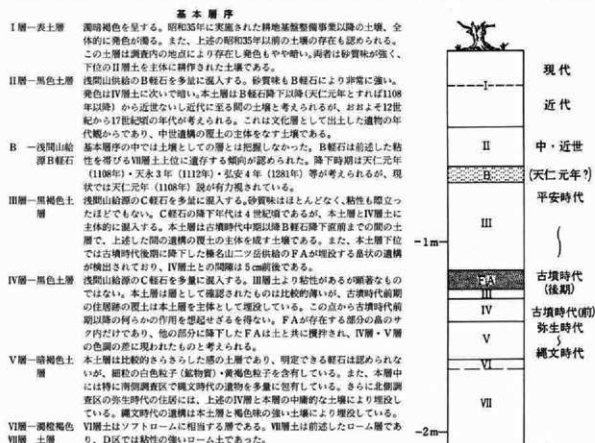 基本層序
I層―表土層 濁暗褐色を呈する。昭和35年に実施された耕地基盤整備事業以降の土壌、全
体的に発色が濁る。また、上述の昭和35年以前の土壌の存在も認められる。
この土層は調査内の地点により存在し発色もやや暗い。両者は砂質味が強く、
下位のII層土を主体に耕作された土壌である。
II層―黒色土層 浅間山供給のB軽石を多量に混入する。砂質味もB軽石により非常に強い。
発色はIV層土に次いで暗い。本土層はB軽石降下以降(天仁元年とすれば1108
年以降)から近世ないし近代に至る間の土壌と考えられるが、おおよそ12世
紀から17世紀頃の年代が考えられる。これは文化層として出土した遺物の年
代観からであり、中世遺構の覆土の主体をなす土壌である。
B ―浅間山給 基本層序の中では土壌としての層とは把握しなかった。B軽石は前述した粘
源B軽石 性を帯びるVII層土上位に遺存する傾向が認められた。降下時期は天仁元年
(1108年)・天永3年(1112年)・弘安4年(1281年)等が考えられるが、現
状では天仁元年(1108年)説が有力視されている。
III層―黒褐色土 浅間山給源のC軽石を多量に混入する。砂質味はほとんどなく、粘性も際立っ
層 たほどでもない。C軽石の降下年代は4世紀頃であるが、本土層とIV層土に
主体的に混入する。本土層は古墳時代中期以降B軽石降下直前までの間の土
層で、上述した間の遺構の覆土の主体を成す土壌である。また、本土層下位
では古墳時代後期に降下した榛名山二ツ岳供給のFAが埋没する畠状の遺構
が検出されており、IV層土との間隔は5cm前後である。
IV層―黒色土層 浅間山給源のC軽石を多量に混入する。III層土より粘性があるが顕著なもの
ではない。本土層は層として確認されたものは比較的薄いが、古墳時代前期
の住居跡の覆土は本土層を主体として埋没している。この点から古墳時代前
期以降の何らかの作用を想起せざるを得ない。FAが存在する部分の畠のサ
ク内だけであり、他の部分に降下したFAは土と共に攪拌され、IV層・V層
の色調の差に現われたものと考えられる。
V層―暗褐色土 本土層は比較的さらさらした感の土層であり、明定できる軽石は認められな
層 いが、細粒の白色粒子(鉱物質)・黄褐色粒子を含有している。また、本層中
には特に南側調査区で縄文時代の遺物を多量に包有している。さらに北側調
査区の弥生時代の住居には、上述のIV層と本層の中庸的な土壌により埋没し
ている。縄文時代の遺構は本土層と褐色味の強い土壌により埋没している。
VI層―濁橙褐色 VI層土はソフトロームに相当する層である。VII層土は前述したローム層であ
土層 り、D区では粘性の強いローム土であった。
I
現代
近代
II
中・近世
B
(天仁元年?)
平安時代
III
-1m
FA
古墳時代
(後期)
III
IV
古墳時代(前)
弥生時代
V
縄文時代
VI
VII
-2m